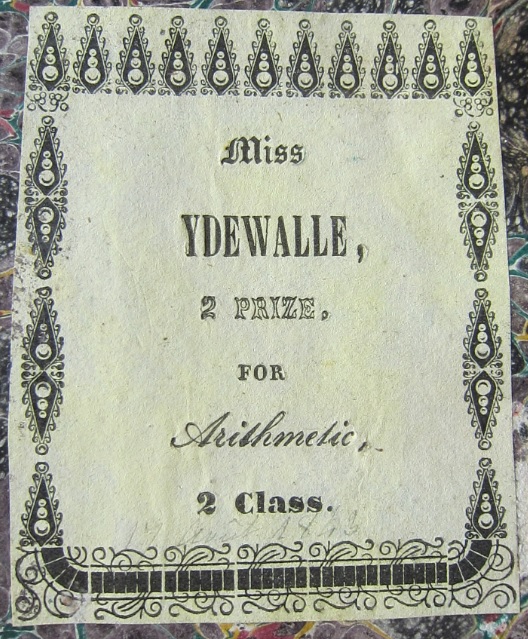 Miss
YDEWALLE,
2 PRIZE.
FOR
Arithmetic,
2 Class.